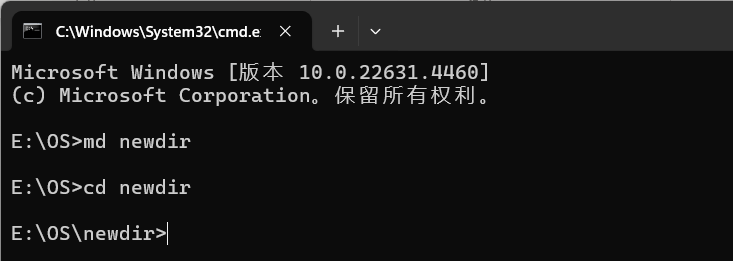 C:\Windows\System32\cmd.e
Microsoft Windows [版本 10.0.22631.4460]
(c) Microsoft Corporation。保留所有权利。
E:\OS>md newdir
E:\OS>cd newdir
E:\OS\newdir>